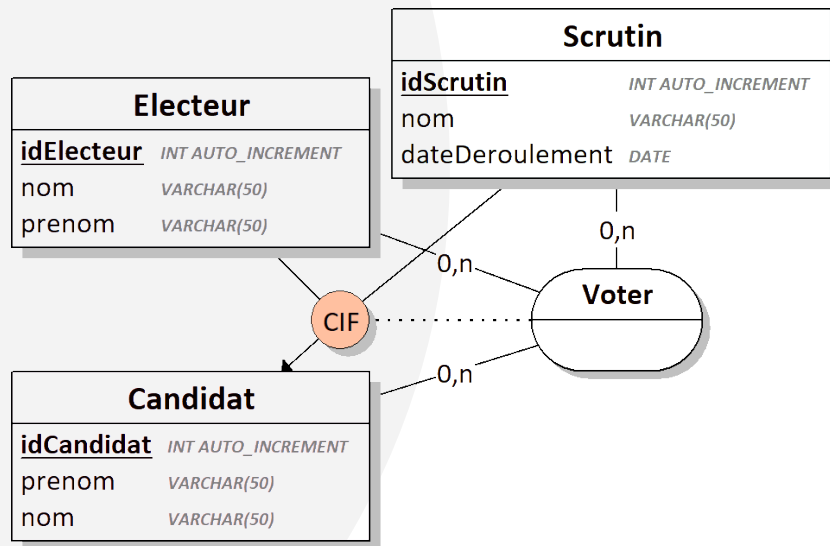 Scrutin
idScrutin INT AUTO_INCREMENT
nom VARCHAR(50)
dateDeroulement DATE
Electeur
idElecteur INT AUTO_INCREMENT
nom VARCHAR(50)
prenom VARCHAR(50)
0,n
0,n
Voter
CIF
0,n
Candidat
idCandidat INT AUTO_INCREMENT
prenom VARCHAR(50)
nom VARCHAR(50)